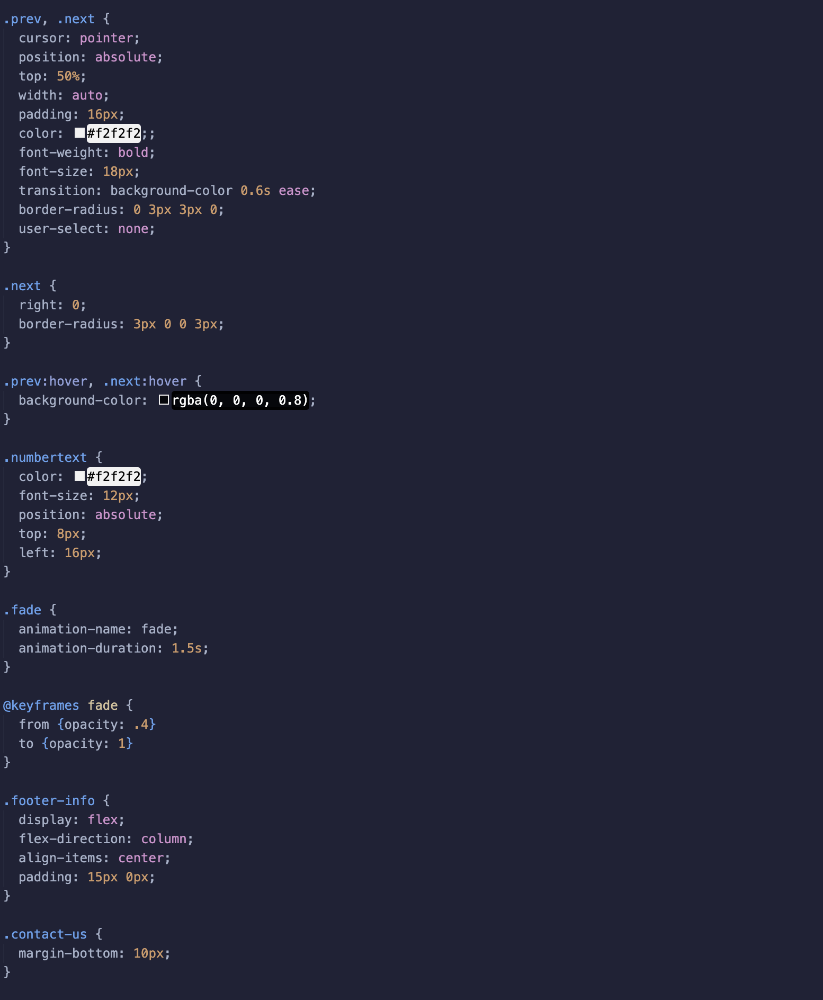 .prev, .next {
  cursor: pointer;
  position: absolute;
  top: 50%;
  width: auto;
  padding: 16px;
  color: #f2f2f2;;
  font-weight: bold;
  font-size: 18px;
  transition: background-color 0.6s ease;
  border-radius: 0 3px 3px 0;
  user-select: none;
}

.next {
  right: 0;
  border-radius: 3px 0 0 3px;
}

.prev:hover, .next:hover {
  background-color: rgba(0, 0, 0, 0.8);
}

.numbertext {
  color: #f2f2f2;
  font-size: 12px;
  position: absolute;
  top: 8px;
  left: 16px;
}

.fade {
  animation-name: fade;
  animation-duration: 1.5s;
}

@keyframes fade {
  from {opacity: .4}
  to {opacity: 1}
}

.footer-info {
  display: flex;
  flex-direction: column;
  align-items: center;
  padding: 15px 0px;
}

.contact-us {
  margin-bottom: 10px;
}